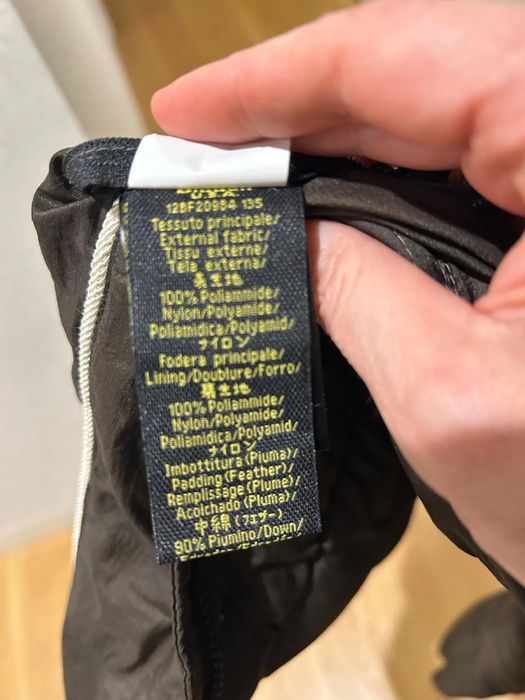 12BF20984 135
Tessuto principale/
External fabric/
Tissu externe/
Tela externa/
表生地
100% Poliammide/
Nylon/Polyamide/
Poliamidica/Polyamid/
ナイロン
Fodera principale/
Lining/Doublure/Forro/
裏生地
100% Poliammide/
Nylon/Polyamide/
Poliamidica/Polyamid/
ナイロン
Imbottitura (Piuma)/
Padding (Feather)/
Remplissage (Plume)/
Acolchado (Pluma)/
中綿 (フェザー)
90% Piumino/Down/